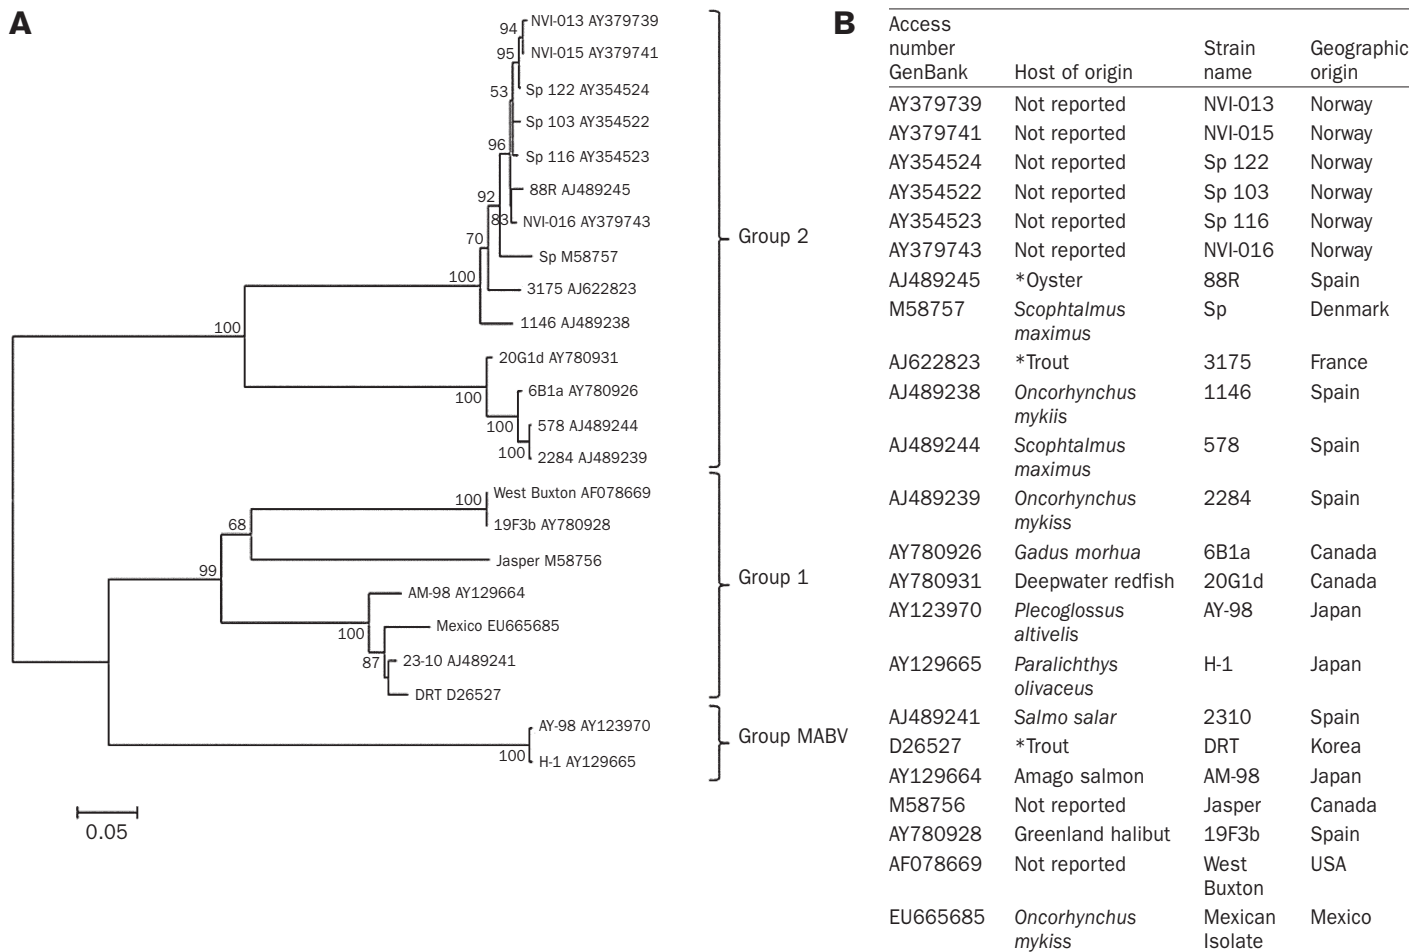 A
94
NVI-013 AY379739
95
NVI-015 AY379741
53
Sp 122 AY354524
Sp 103 AY354522
96
Sp 116 AY354523
92
88R AJ489245
83
NVI-016 AY379743
70
Sp M58757
100
3175 AJ622823
1146 AJ489238
100
20G1d AY780931
100
6B1a AY780926
100
578 AJ489244
100
2284 AJ489239
Group 2
100
West Buxton AF078669
68
19F3b AY780928
99
Jasper M58756
AM-98 AY129664
100
Mexico EU665685
87
23-10 AJ489241
DRT D26527
Group 1
AY-98 AY123970
100
H-1 AY129665
Group MABV
0.05
B
Access number GenBank Host of origin Strain name Geographic origin
AY379739 Not reported NVI-013 Norway
AY379741 Not reported NVI-015 Norway
AY354524 Not reported Sp 122 Norway
AY354522 Not reported Sp 103 Norway
AY354523 Not reported Sp 116 Norway
AY379743 Not reported NVI-016 Norway
AJ489245 *Oyster 88R Spain
M58757 Scophtalmus Sp Denmark
maximus
AJ622823 *Trout 3175 France
AJ489238 Oncorhynchus 1146 Spain
mykiis
AJ489244 Scophtalmus 578 Spain
maximus
AJ489239 Oncorhynchus 2284 Spain
mykiss
AY780926 Gadus morhua 6B1a Canada
AY780931 Deepwater redfish 20G1d Canada
AY123970 Plecoglossus AY-98 Japan
altivelis
AY129665 Paralichthys H-1 Japan
olivaceus
AJ489241 Salmo salar 2310 Spain
D26527 *Trout DRT Korea
AY129664 Amago salmon AM-98 Japan
M58756 Not reported Jasper Canada
AY780928 Greenland halibut 19F3b Spain
AF078669 Not reported West USA
Buxton
EU665685 Oncorhynchus Mexican Mexico
mykiss Isolate